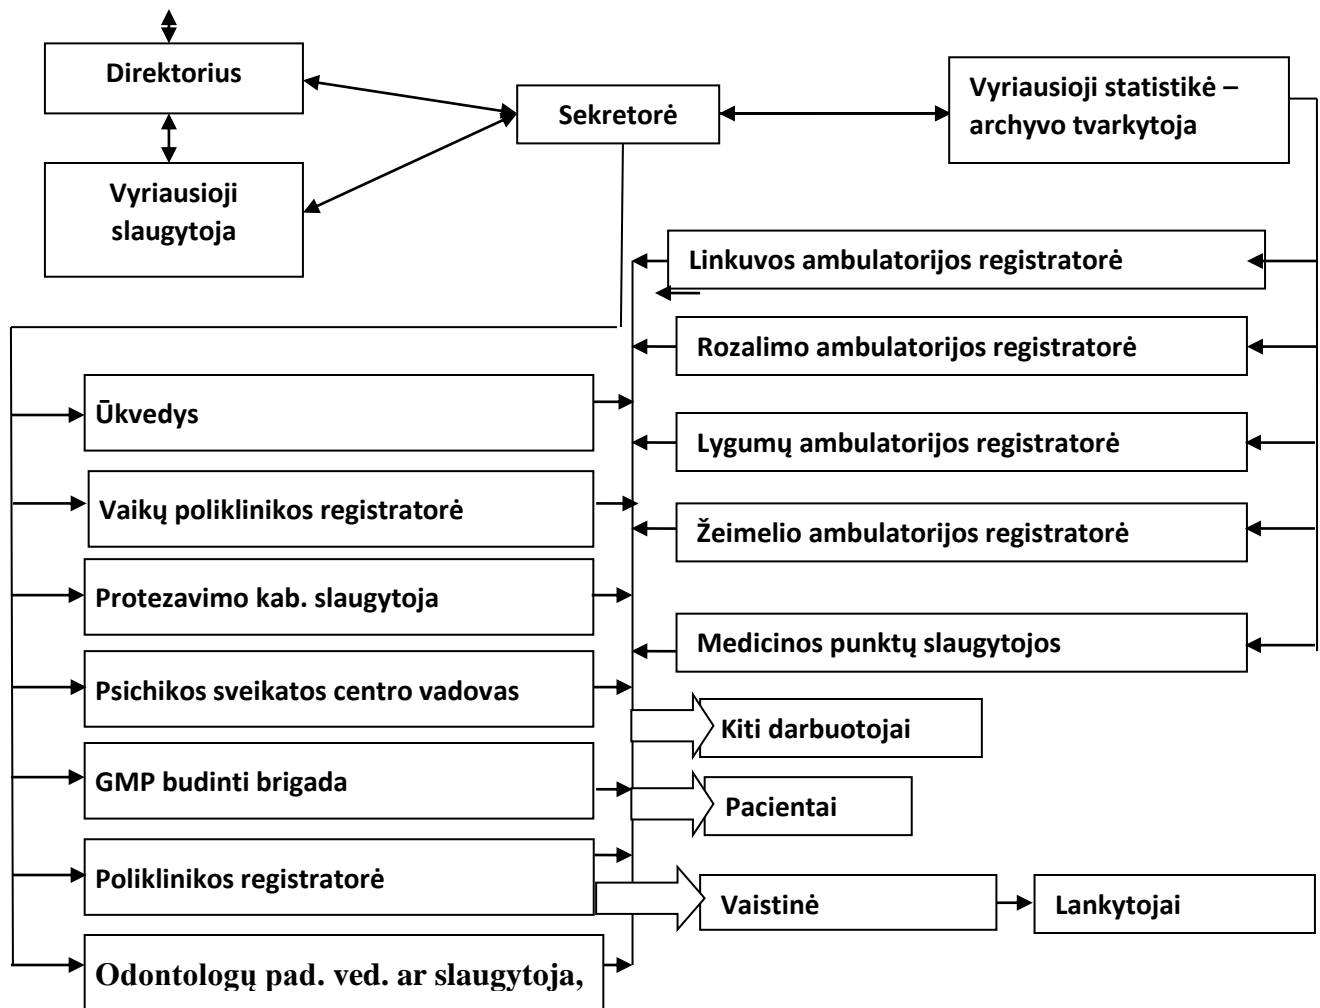 Direktorius
Sekretorė
Vyriausioji statistikė –
archyvo tvarkytoja
Vyriausioji
slaugytoja
Linkuvos ambulatorijos registratorė
Rozalimo ambulatorijos registratorė
Ūkvedys
Lygumų ambulatorijos registratorė
Vaikų poliklinikos registratorė
Žeimelio ambulatorijos registratorė
Protezavimo kab. slaugytoja
Medicinos punktų slaugytojos
Psichikos sveikatos centro vadovas
Kiti darbuotojai
GMP budinti brigada
Pacientai
Poliklinikos registratorė
Vaistinė
Lankytojai
Odontologų pad. ved. ar slaugytoja,